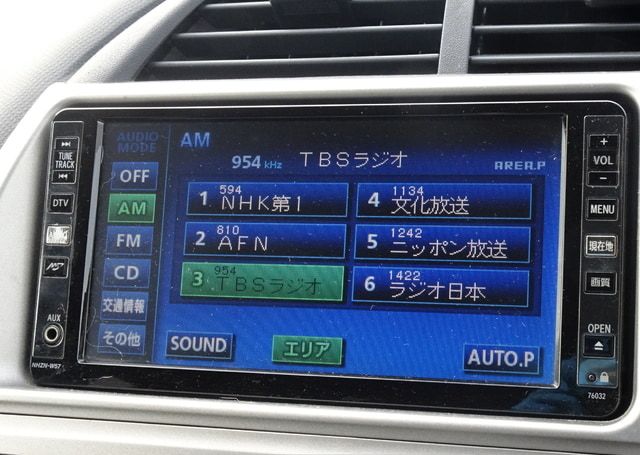 TUNE
TRACK
DTV
AUX
NHZN-W57
AUDIO
MODE
OFF
AM
FM
CD
交通情報
その他
AM
954 kHz TBSラジオ
AREA.P
1 594 NHK第1
2 810 AFN
3 954 TBSラジオ
4 1134 文化放送
5 1242 ニッポン放送
6 1422 ラジオ日本
SOUND
エリア
AUTO.P
+
VOL
−
MENU
現在地
画質
OPEN
76032